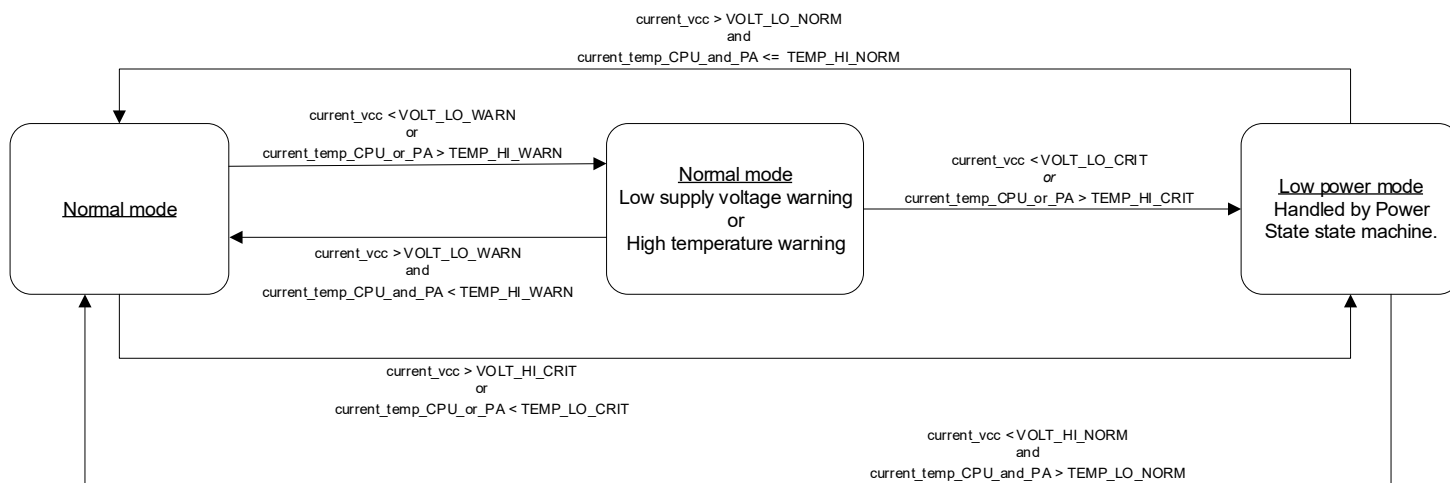 current_vcc > VOLT_LO_NORM
and
current_temp_CPU_and_PA <= TEMP_HI_NORM
current_vcc < VOLT_LO_WARN
or
current_temp_CPU_or_PA > TEMP_HI_WARN
Normal mode
Normal mode
Low supply voltage warning
or
High temperature warning
current_vcc < VOLT_LO_CRIT
or
current_temp_CPU_or_PA > TEMP_HI_CRIT
Low power mode
Handled by Power
State state machine.
current_vcc > VOLT_LO_WARN
and
current_temp_CPU_and_PA < TEMP_HI_WARN
current_vcc > VOLT_HI_CRIT
or
current_temp_CPU_or_PA < TEMP_LO_CRIT
current_vcc < VOLT_HI_NORM
and
current_temp_CPU_and_PA > TEMP_LO_NORM